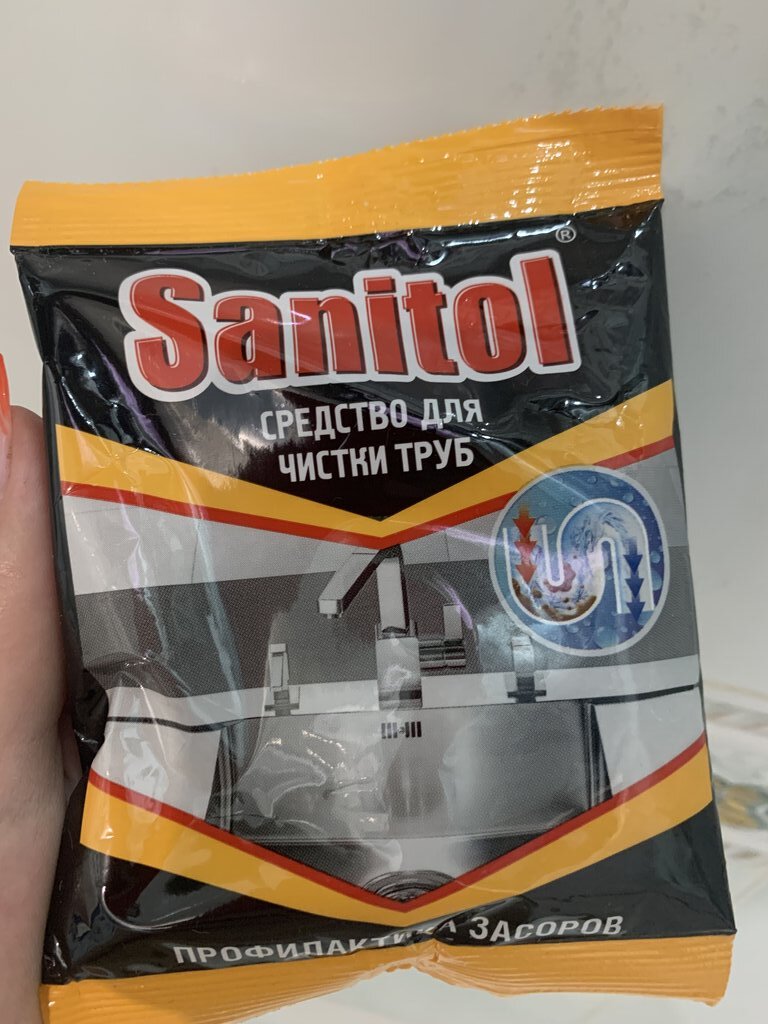 Sanitol®
СРЕДСТВО ДЛЯ
ЧИСТКИ ТРУБ
ПРОФИЛАКТИКА ЗАСОРОВ